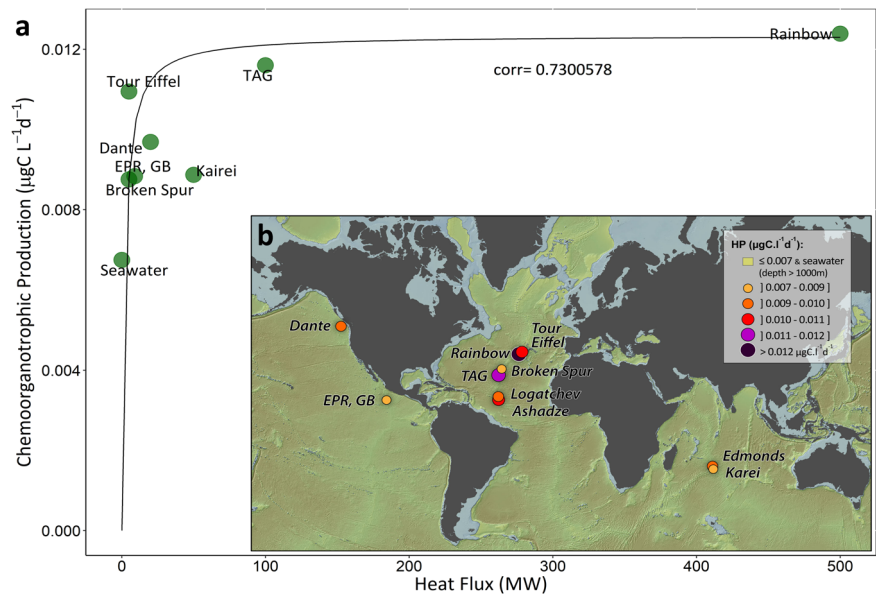 a
0.012
0.008
0.004
0.000
Chemoorganotrophic Production (µgC L⁻¹d⁻¹)
Rainbow
corr= 0.7300578
TAG
Tour Eiffel
Dante
EPR, GB
Kairei
Broken Spur
Seawater
b
HP (µgC.l⁻¹d⁻¹):
≤ 0.007 & seawater
(depth > 1000m)
] 0.007 - 0.009 ]
] 0.009 - 0.010 ]
] 0.010 - 0.011 ]
] 0.011 - 0.012 ]
> 0.012 µgC.l⁻¹d⁻¹
Dante
Tour
Eiffel
Rainbow
Broken Spur
TAG
EPR, GB
Logatchev
Ashadze
Edmonds
Karei
0
100
200
300
400
500
Heat Flux (MW)